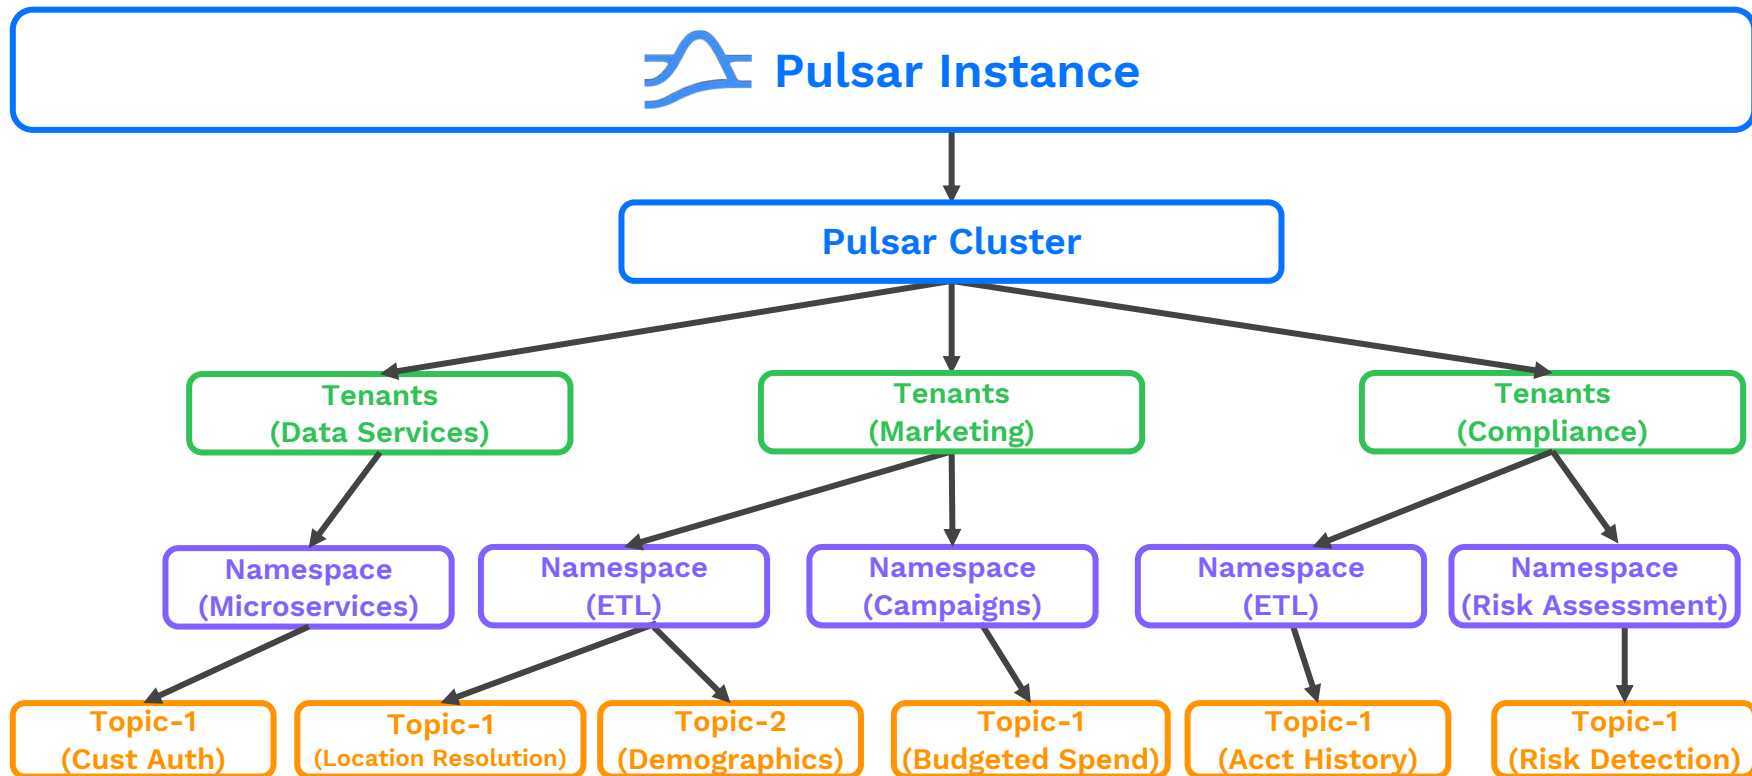 Pulsar Instance
Pulsar Cluster
Tenants
(Data Services)
Tenants
(Marketing)
Tenants
(Compliance)
Namespace
(Microservices)
Namespace
(ETL)
Namespace
(Campaigns)
Namespace
(ETL)
Namespace
(Risk Assessment)
Topic-1
(Cust Auth)
Topic-1
(Location Resolution)
Topic-2
(Demographics)
Topic-1
(Budgeted Spend)
Topic-1
(Acct History)
Topic-1
(Risk Detection)